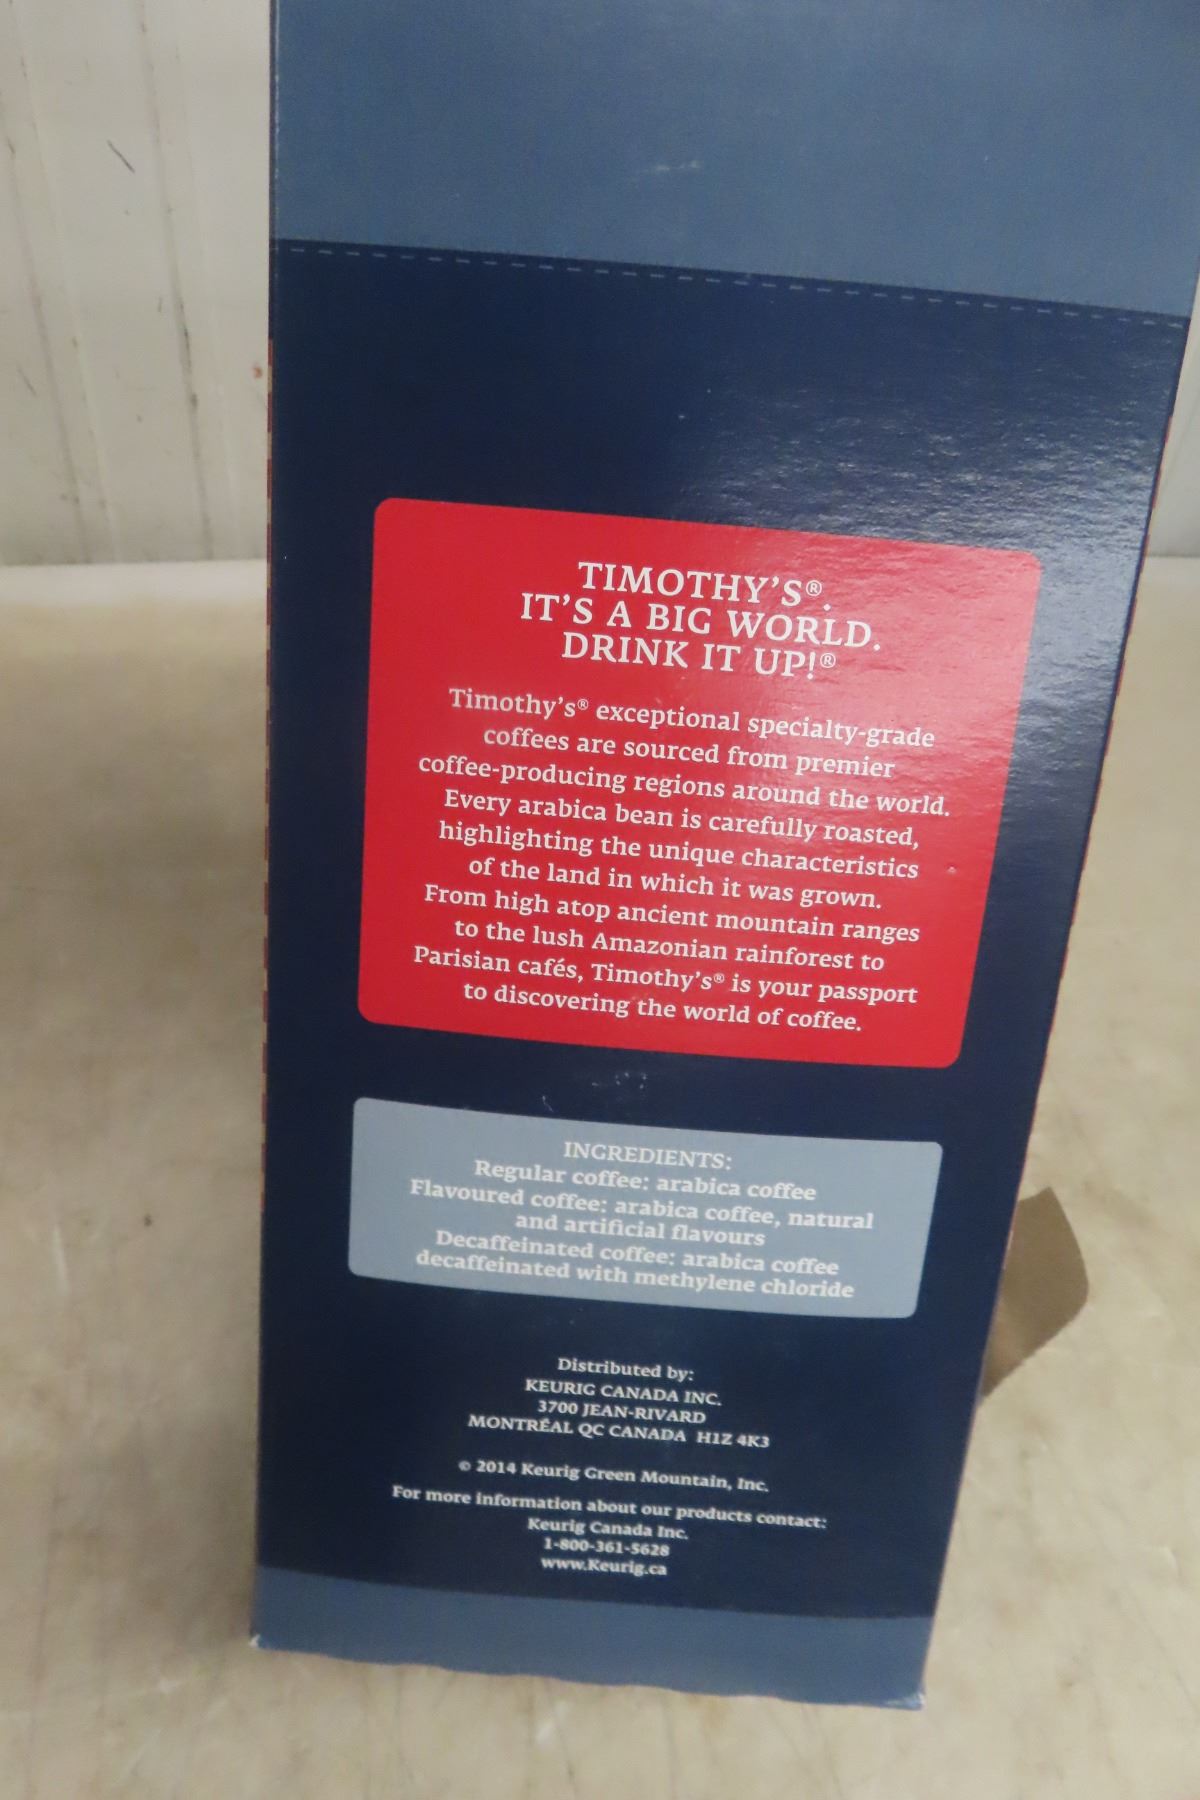 TIMOTHY'S®.
IT'S A BIG WORLD.
DRINK IT UP!®
Timothy's® exceptional specialty-grade
coffees are sourced from premier
coffee-producing regions around the world.
Every arabica bean is carefully roasted,
highlighting the unique characteristics
of the land in which it was grown.
From high atop ancient mountain ranges
to the lush Amazonian rainforest to
Parisian cafés, Timothy's® is your passport
to discovering the world of coffee.
INGREDIENTS:
Regular coffee: arabica coffee
Flavoured coffee: arabica coffee, natural
and artificial flavours
Decaffeinated coffee: arabica coffee
decaffeinated with methylene chloride
Distributed by:
KEURIG CANADA INC.
3700 JEAN-RIVARD
MONTRÉAL QC CANADA H1Z 4K3
© 2014 Keurig Green Mountain, Inc.
For more information about our products contact:
Keurig Canada Inc.
1-800-361-5628
www.Keurig.ca